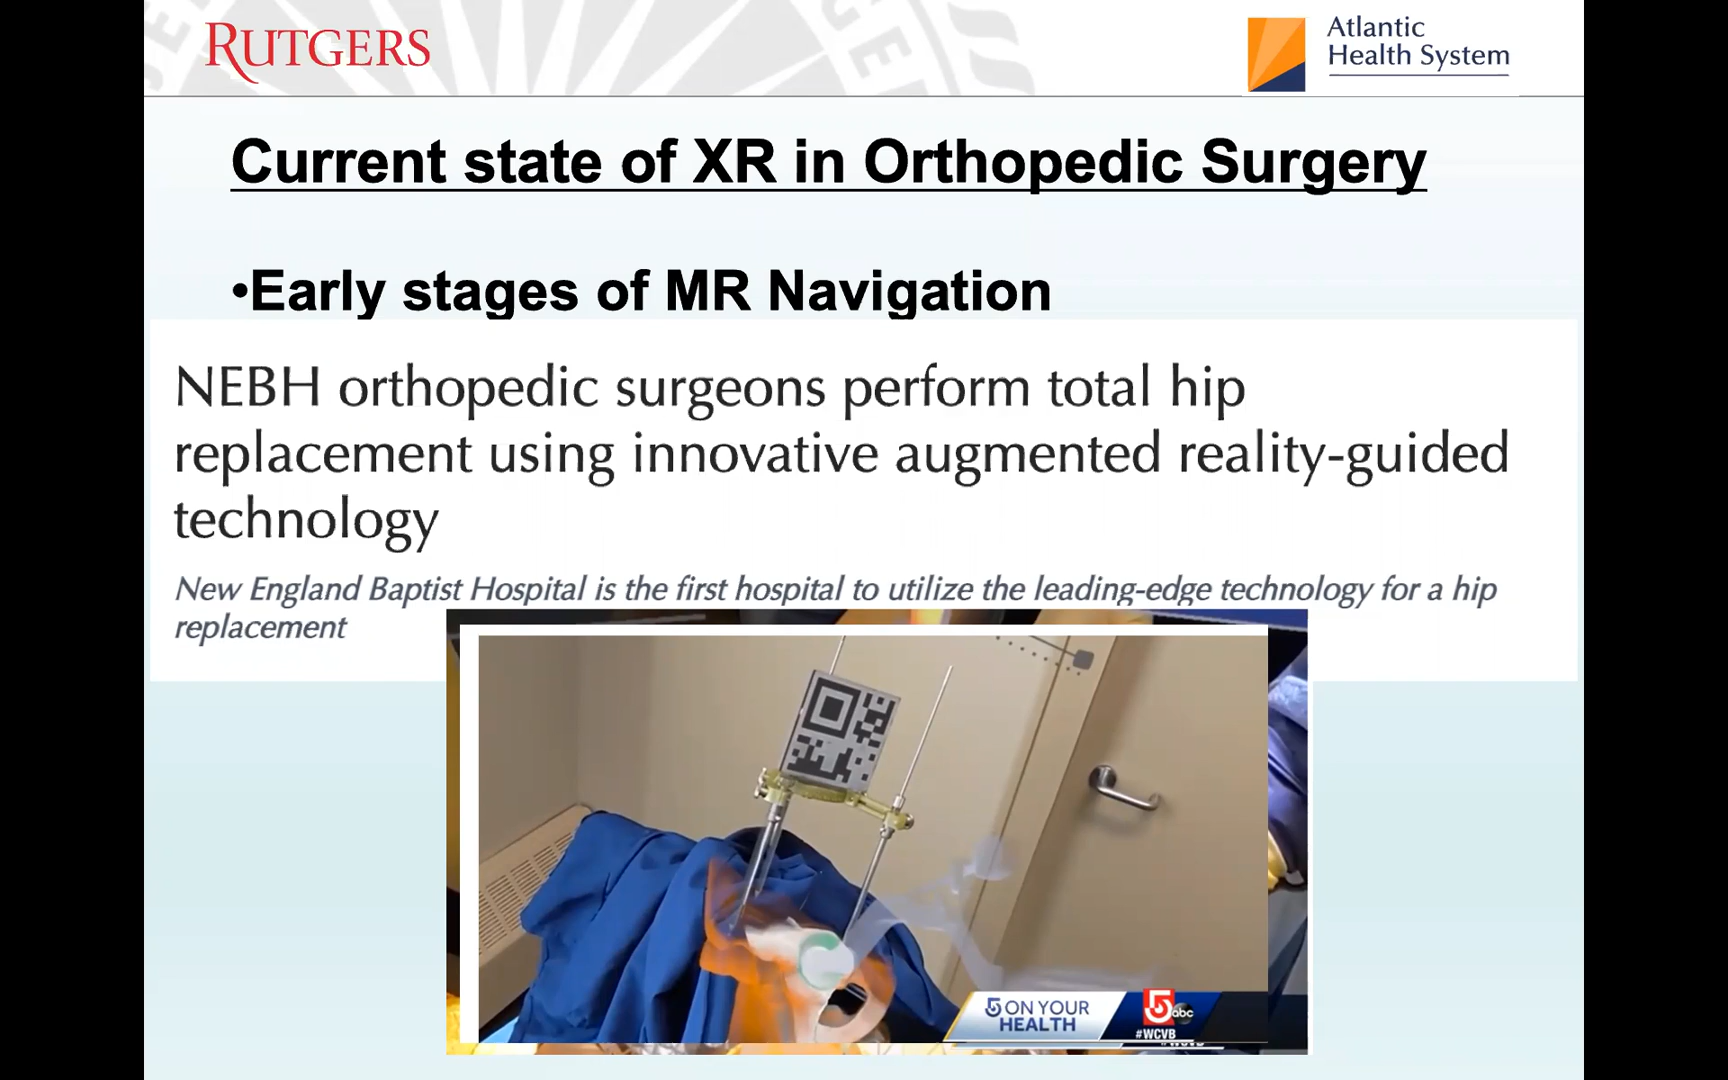 RUTGERS
Atlantic
Health System
Current state of XR in Orthopedic Surgery
•Early stages of MR Navigation
NEBH orthopedic surgeons perform total hip
replacement using innovative augmented reality-guided
technology
New England Baptist Hospital is the first hospital to utilize the leading-edge technology for a hip
replacement
5 ON YOUR
HEALTH
5 abc
#WCVB